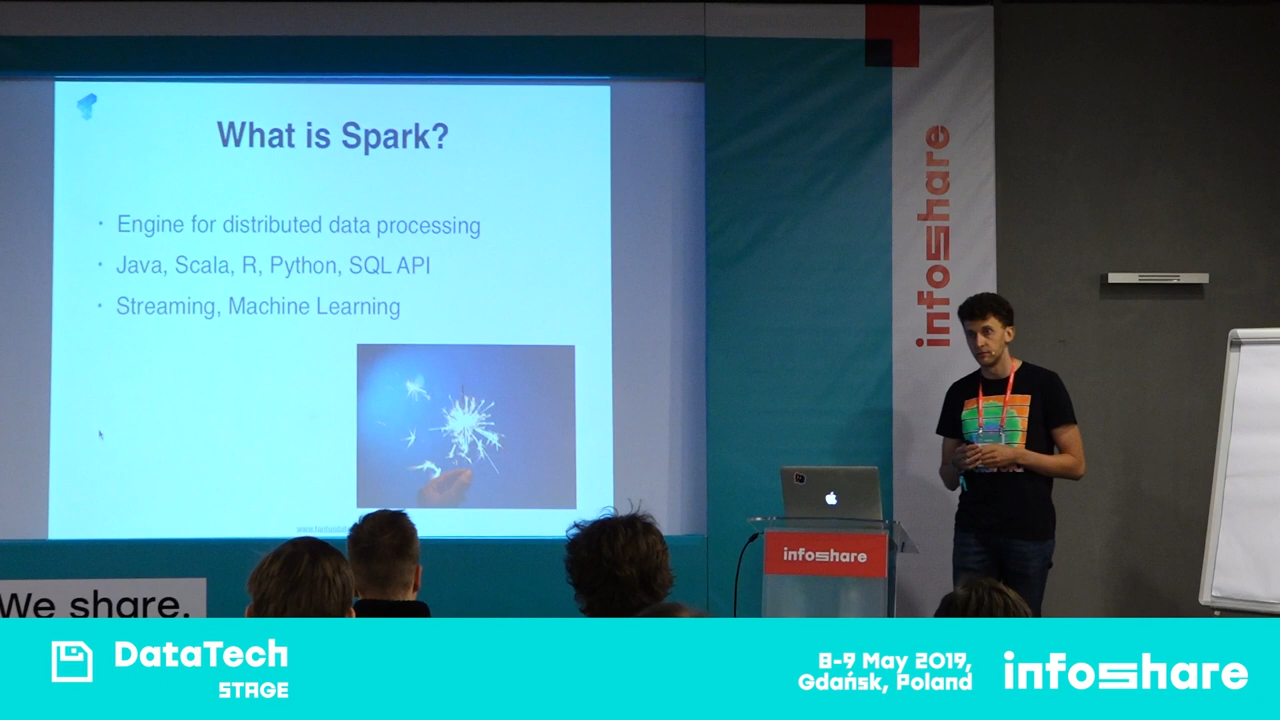 What is Spark?
• Engine for distributed data processing
• Java, Scala, R, Python, SQL API
• Streaming, Machine Learning
infoshare
infoshare
We share.
DataTech
STAGE
8-9 May 2019,
Gdańsk, Poland
infoshare